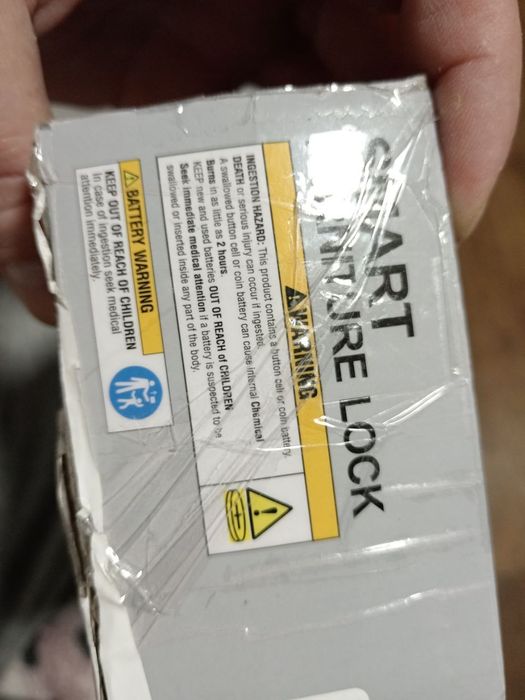 SMART
FURNITURE LOCK
⚠WARNING
INGESTION HAZARD: This product contains a button cell or coin battery.
DEATH or serious injury can occur if ingested.
A swallowed button cell or coin battery can cause Internal Chemical
Burns in as little as 2 hours.
KEEP new and used batteries OUT OF REACH of CHILDREN
Seek immediate medical attention if a battery is suspected to be
swallowed or inserted inside any part of the body.
⚠BATTERY WARNING
KEEP OUT OF REACH OF CHILDREN
In case of ingestion seek medical
attention immediately.